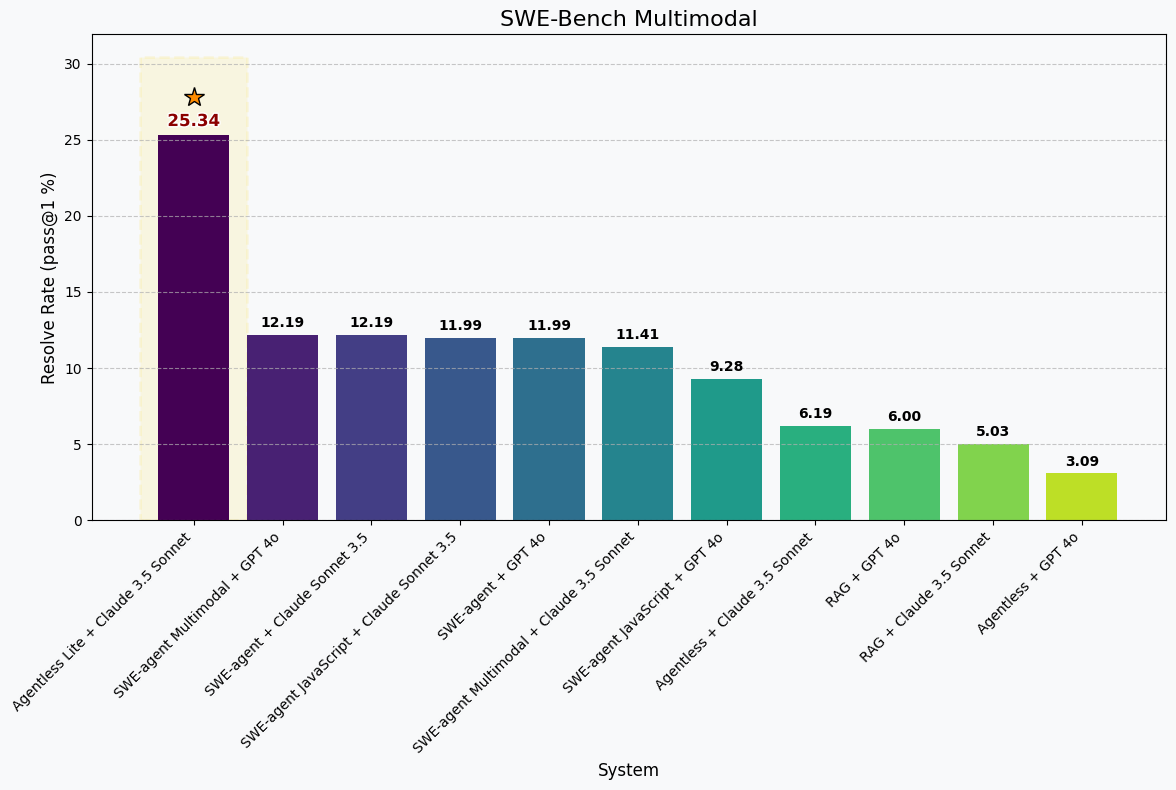 SWE-Bench Multimodal
Resolve Rate (pass@1 %)
30
25
20
15
10
5
0
25.34
12.19
12.19
11.99
11.99
11.41
9.28
6.19
6.00
5.03
3.09
Agentless Lite + Claude 3.5 Sonnet
SWE-agent Multimodal + GPT 4o
SWE-agent + Claude Sonnet 3.5
SWE-agent JavaScript + Claude Sonnet 3.5
SWE-agent + GPT 4o
SWE-agent Multimodal + Claude 3.5 Sonnet
SWE-agent JavaScript + GPT 4o
Agentless + Claude 3.5 Sonnet
RAG + GPT 4o
RAG + Claude 3.5 Sonnet
Agentless + GPT 4o
System